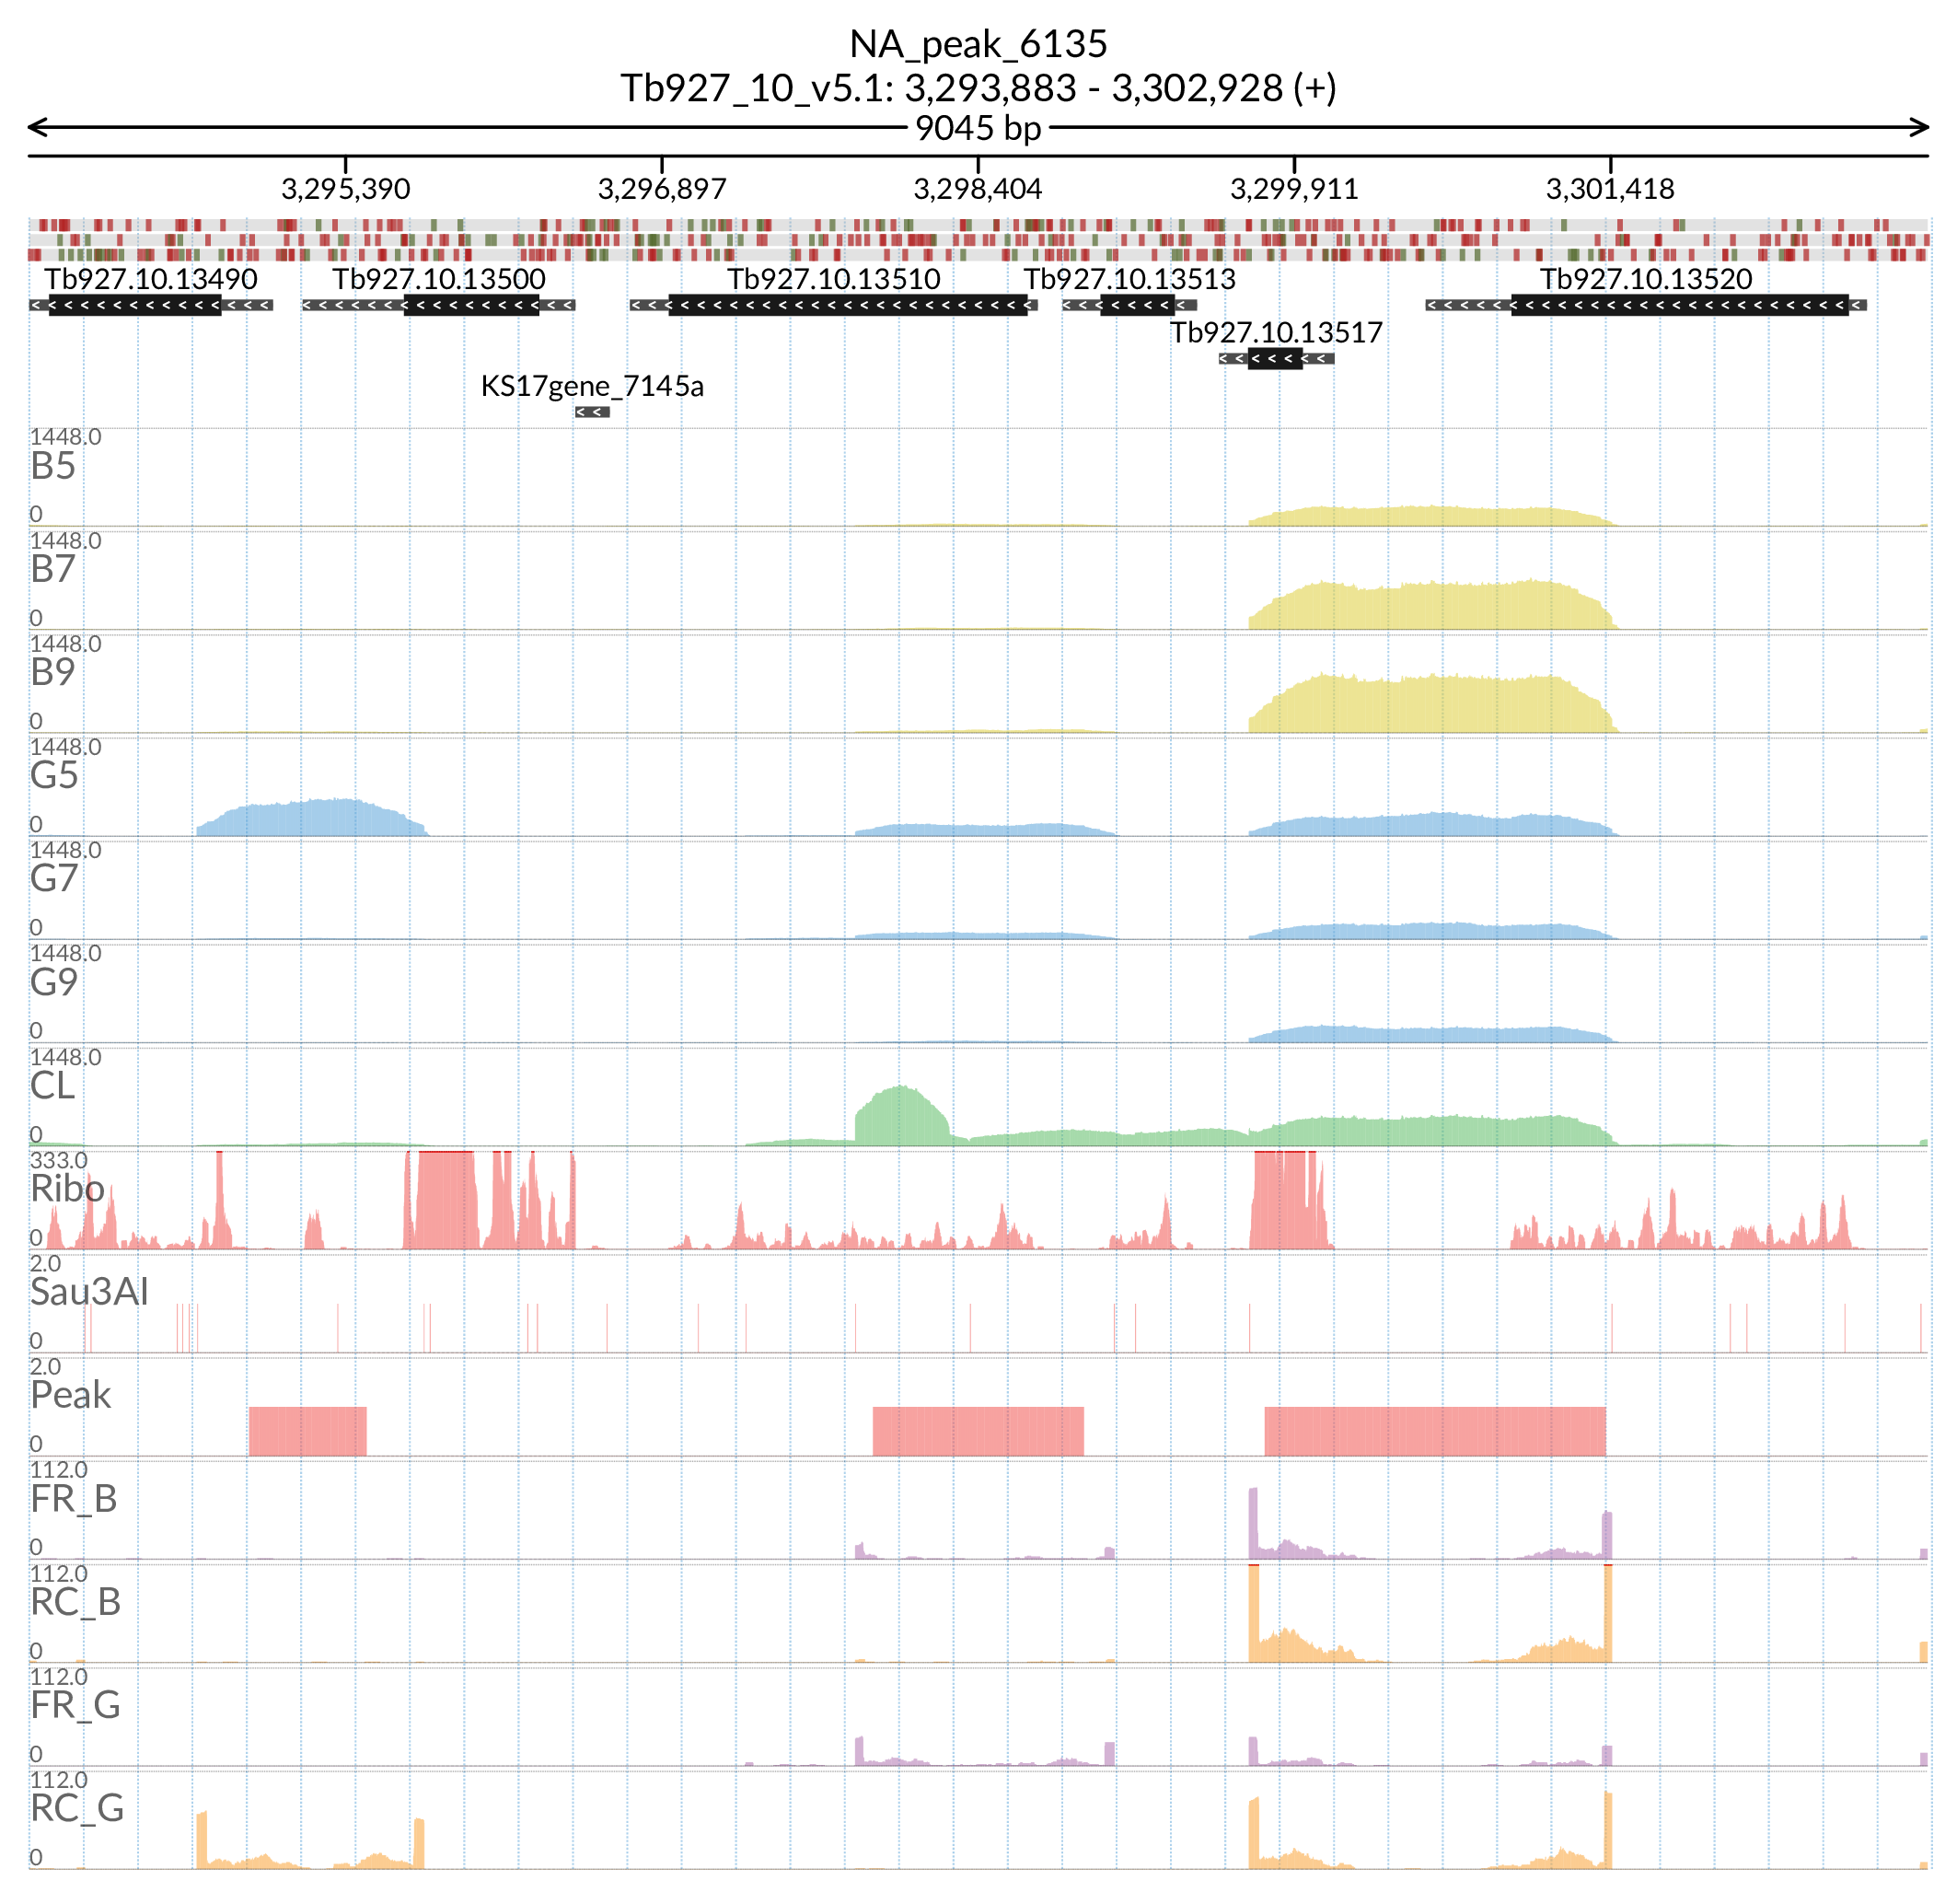 NA_peak_6135
Tb927_10_v5.1: 3,293,883 - 3,302,928 (+)
9045 bp
3,295,390 3,296,897 3,298,404 3,299,911 3,301,418
Tb927.10.13490 Tb927.10.13500 Tb927.10.13510 Tb927.10.13513 Tb927.10.13520
Tb927.10.13517
KS17gene_7145a
1448.0
B5
0
1448.0
B7
0
1448.0
B9
0
1448.0
G5
0
1448.0
G7
0
1448.0
G9
0
1448.0
CL
0
333.0
Ribo
0
2.0
Sau3AI
0
2.0
Peak
0
112.0
FR_B
0
112.0
RC_B
0
112.0
FR_G
0
112.0
RC_G
0